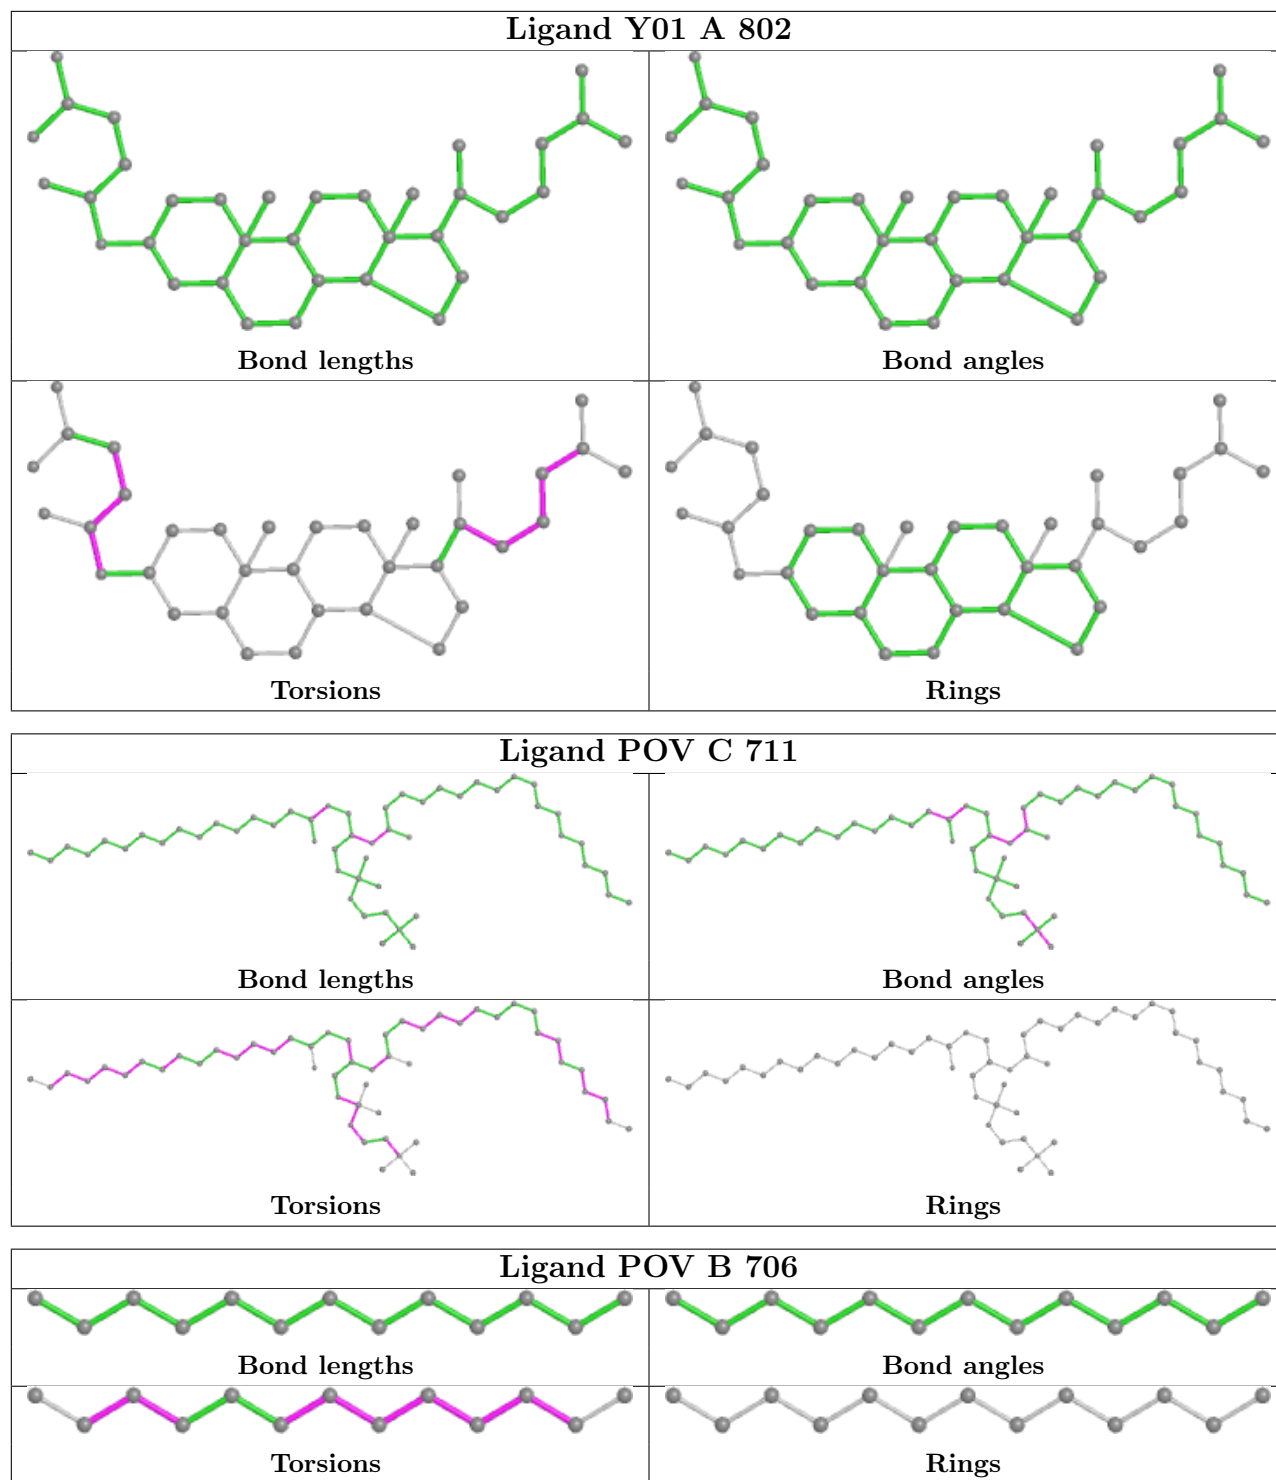 Ligand Y01 A 802
Bond lengths
Bond angles
Torsions
Rings
Ligand POV C 711
Bond lengths
Bond angles
Torsions
Rings
Ligand POV B 706
Bond lengths
Bond angles
Torsions
Rings